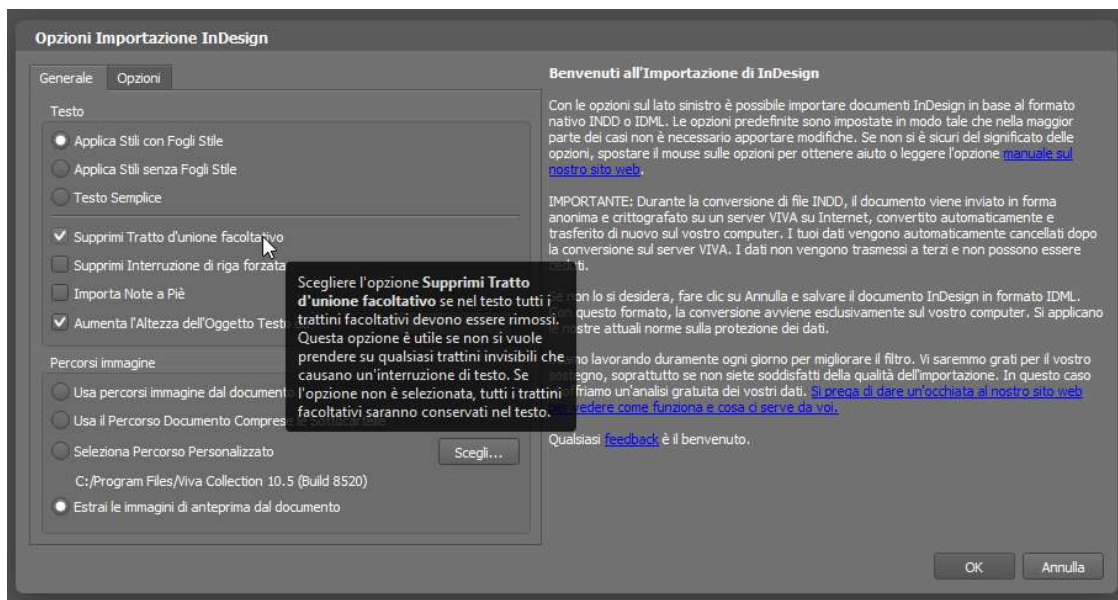 Opzioni Importazione InDesign
Generale
Opzioni
Testo
Applica Stili con Fogli Stile
Applica Stili senza Fogli Stile
Testo Semplice
Supprimi Tratto d'unione facoltativo
Supprimi Interruzione di riga forzata
Importa Note a Piè
Aumenta l'Altezza dell'Oggetto Testo
Scegliere l'opzione Supprimi Tratto
d'unione facoltativo se nel testo tutti i
trattini facoltativi devono essere rimossi.
Questa opzione è utile se non si vuole
prendere su qualsiasi trattini invisibili che
causano un'interruzione di testo. Se
l'opzione non è selezionata, tutti i trattini
facoltativi saranno conservati nel testo.
Percorsi immagine
Usa percorsi immagine dal document
Usa il Percorso Documento Comprese le Sottocartelle
Seleziona Percorso Personalizzato
Scegli...
C:/Program Files/Viva Collection 10.5 (Build 8520)
Estrai le immagini di anteprima dal documento
Benvenuti all'Importazione di InDesign
Con le opzioni sul lato sinistro è possibile importare documenti InDesign in base al formato
nativo INDD o IDML. Le opzioni predefinite sono impostate in modo tale che nella maggior
parte dei casi non è necessario apportare modifiche. Se non si è sicuri del significato delle
opzioni, spostare il mouse sulle opzioni per ottenere aiuto o leggere l'opzione manuale sul
nostro sito web.
IMPORTANTE: Durante la conversione di file INDD, il documento viene inviato in forma
anonima e crittografato su un server VIVA su Internet, convertito automaticamente e
trasferito di nuovo sul vostro computer. I tuoi dati vengono automaticamente cancellati dopo
la conversione sul server VIVA. I dati non vengono trasmessi a terzi e non possono essere
ceduti.
non lo si desidera, fare clic su Annulla e salvare il documento InDesign in formato IDML.
questo formato, la conversione avviene esclusivamente sul vostro computer. Si applicano
nostre attuali norme sulla protezione dei dati.
lavorando duramente ogni giorno per migliorare il filtro. Vi saremmo grati per il vostro
sostegno, soprattutto se non siete soddisfatti della qualità dell'importazione. In questo caso
offriamo un'analisi gratuita dei vostri dati. Si prega di dare un'occhiata al nostro sito web
per vedere come funziona e cosa ci serve da voi.
Qualsiasi feedback è il benvenuto.
OK
Annulla